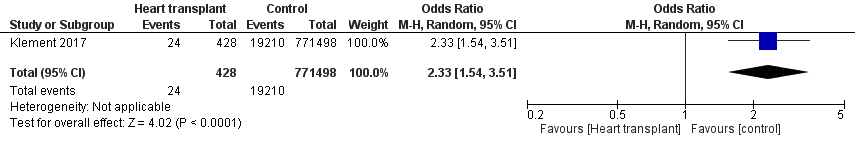 Heart transplant Control Odds Ratio Odds Ratio
Study or Subgroup Events Total Events Total Weight M-H, Random, 95% CI M-H, Random, 95% CI
Klement 2017 24 428 19210 771498 100.0% 2.33 [1.54, 3.51]
Total (95% CI) 428 771498 100.0% 2.33 [1.54, 3.51]
Total events 24 19210
Heterogeneity: Not applicable
Test for overall effect: Z = 4.02 (P < 0.0001)
0.2 0.5 1 2 5
Favours [Heart transplant] Favours [control]